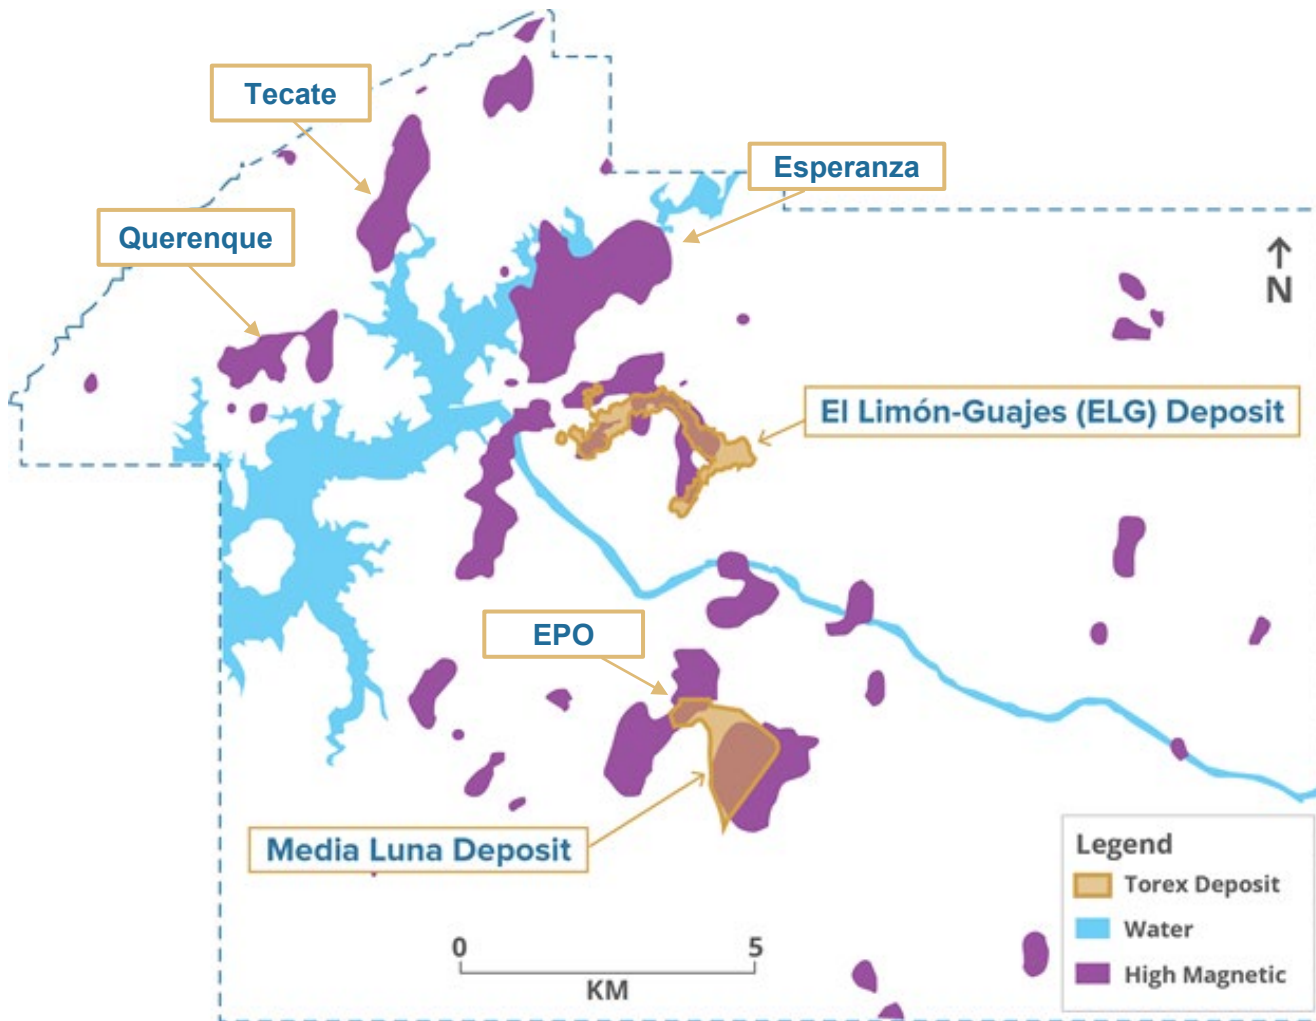 Tecate
Esperanza
Querenque
N
El Limón-Guajes (ELG) Deposit
EPO
Media Luna Deposit
Legend
Torex Deposit
Water
High Magnetic
0 5
KM